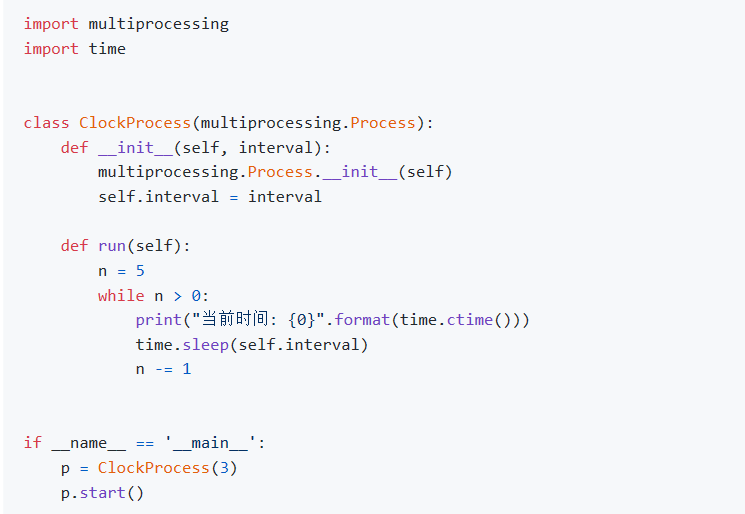 import multiprocessing
import time
class ClockProcess(multiprocessing.Process):
    def __init__(self, interval):
        multiprocessing.Process.__init__(self)
        self.interval = interval
    def run(self):
        n = 5
        while n > 0:
            print("当前时间: {0}".format(time.ctime()))
            time.sleep(self.interval)
            n -= 1
if __name__ == '__main__':
    p = ClockProcess(3)
    p.start()